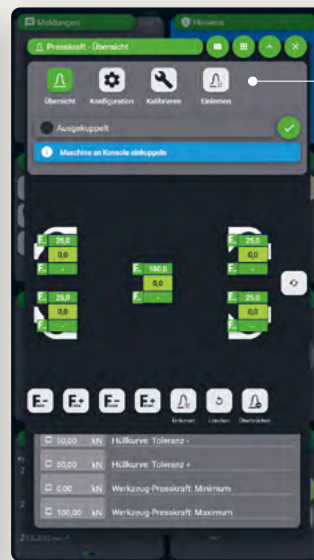 Meldungen
Hinweis
Presskraft - Übersicht
Übersicht Konfiguration Kalibrieren Einlernen
Ausgekuppelt
Maschine an Konsole einkuppeln
25,0
0,0
-
25,0
0,0
-
100,0
0,0
-
25,0
0,0
-
25,0
0,0
-
Einlernen Löschen Überbrücken
50,00 kN Hüllkurve: Toleranz -
50,00 kN Hüllkurve: Toleranz +
0,00 kN Werkzeug-Presskraft: Minimum
100,00 kN Werkzeug-Presskraft: Maximum